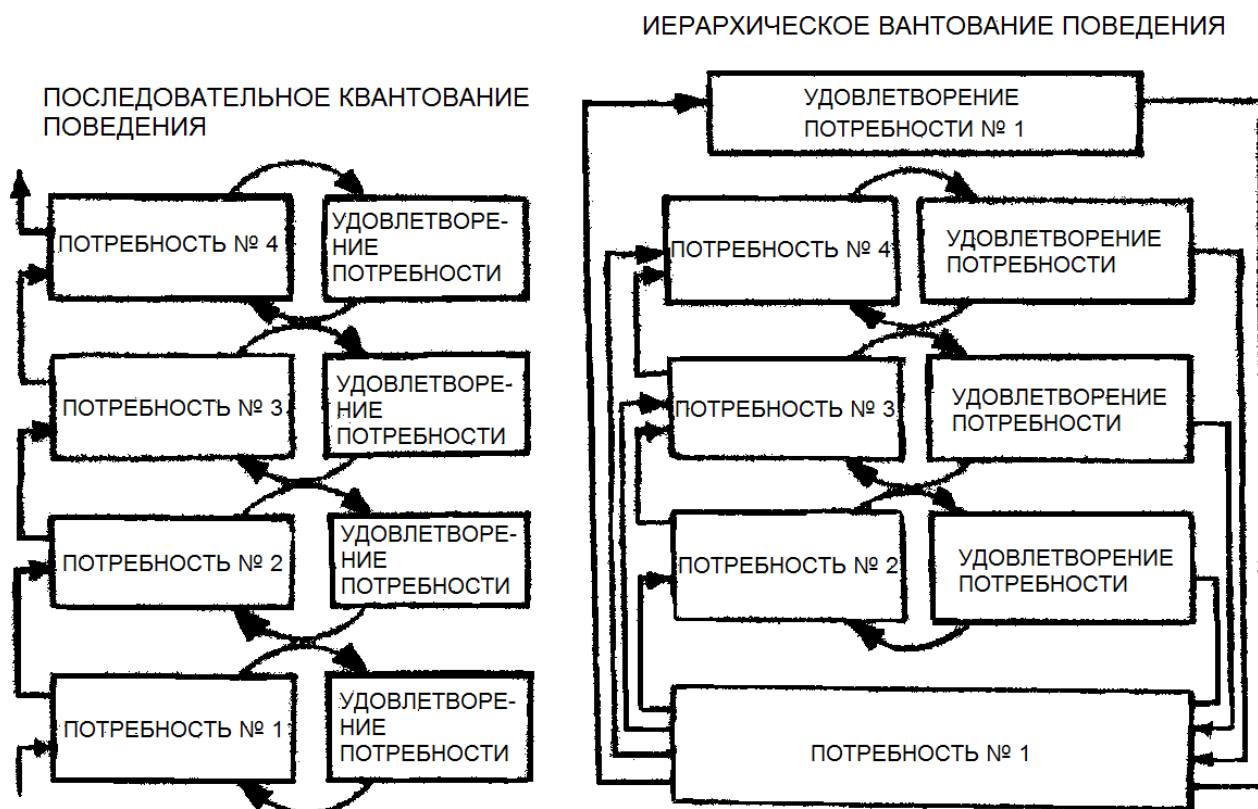 ИЕРАРХИЧЕСКОЕ ВАНТОВАНИЕ ПОВЕДЕНИЯ
ПОСЛЕДОВАТЕЛЬНОЕ КВАНТОВАНИЕ
ПОВЕДЕНИЯ
ПОТРЕБНОСТЬ № 4
УДОВЛЕТВОРЕ-
НИЕ
ПОТРЕБНОСТИ
ПОТРЕБНОСТЬ № 3
УДОВЛЕТВОРЕ-
НИЕ
ПОТРЕБНОСТИ
ПОТРЕБНОСТЬ № 2
УДОВЛЕТВОРЕ-
НИЕ
ПОТРЕБНОСТИ
ПОТРЕБНОСТЬ № 1
УДОВЛЕТВОРЕ-
НИЕ
ПОТРЕБНОСТИ
УДОВЛЕТВОРЕНИЕ
ПОТРЕБНОСТИ № 1
ПОТРЕБНОСТЬ № 4
УДОВЛЕТВОРЕНИЕ
ПОТРЕБНОСТИ
ПОТРЕБНОСТЬ № 3
УДОВЛЕТВОРЕНИЕ
ПОТРЕБНОСТИ
ПОТРЕБНОСТЬ № 2
УДОВЛЕТВОРЕНИЕ
ПОТРЕБНОСТИ
ПОТРЕБНОСТЬ № 1